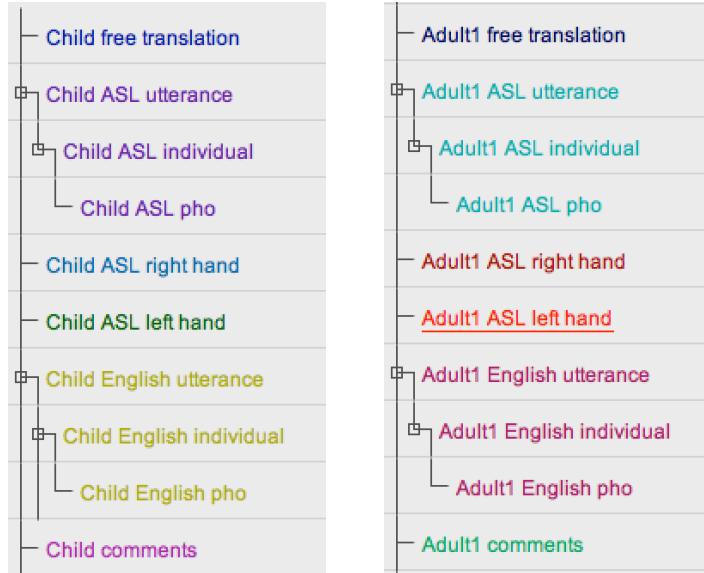 Child free translation
Child ASL utterance
Child ASL individual
Child ASL pho
Child ASL right hand
Child ASL left hand
Child English utterance
Child English individual
Child English pho
Child comments
Adult1 free translation
Adult1 ASL utterance
Adult1 ASL individual
Adult1 ASL pho
Adult1 ASL right hand
Adult1 ASL left hand
Adult1 English utterance
Adult1 English individual
Adult1 English pho
Adult1 comments